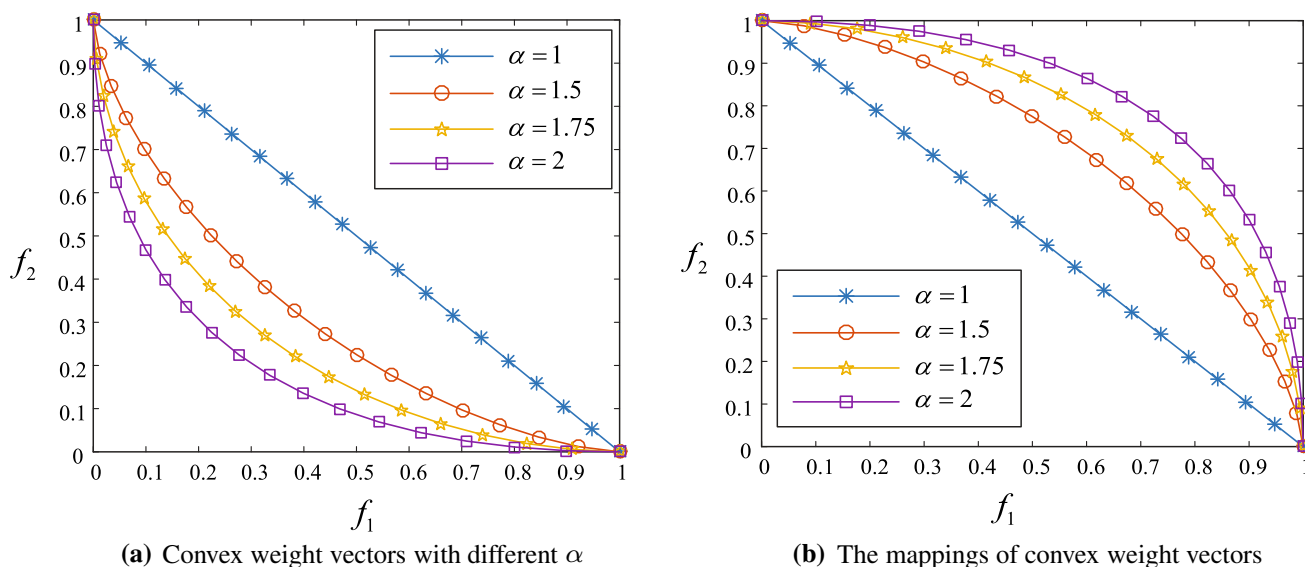 1
0.9
0.8
0.7
0.6
0.5
0.4
0.3
0.2
0.1
0
f₂
α = 1
α = 1.5
α = 1.75
α = 2
0 0.1 0.2 0.3 0.4 0.5 0.6 0.7 0.8 0.9 1
f₁
(a) Convex weight vectors with different α
1
0.9
0.8
0.7
0.6
0.5
0.4
0.3
0.2
0.1
0
f₂
α = 1
α = 1.5
α = 1.75
α = 2
0 0.1 0.2 0.3 0.4 0.5 0.6 0.7 0.8 0.9 1
f₁
(b) The mappings of convex weight vectors